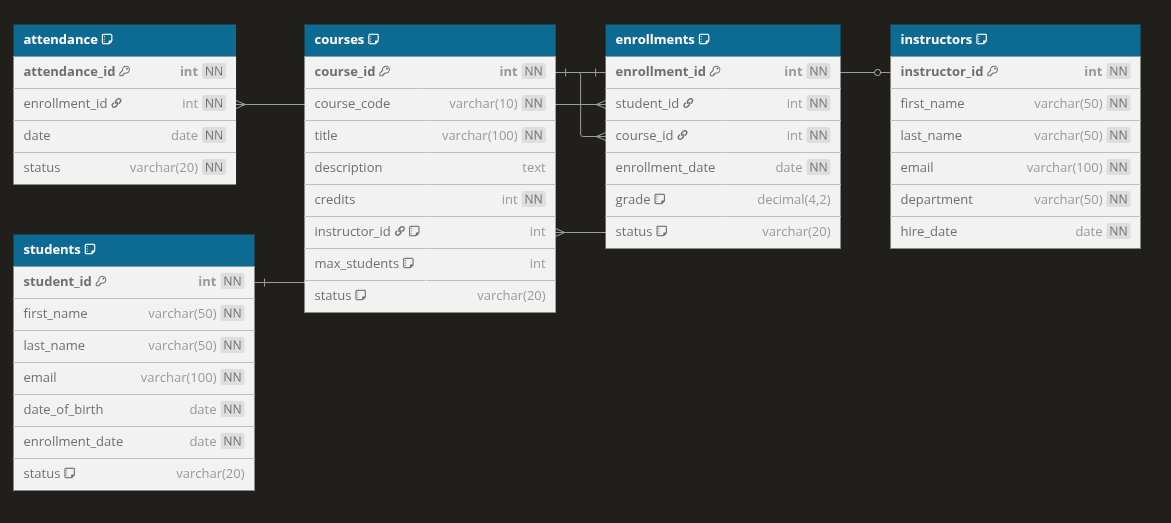 attendance
attendance_id int NN
enrollment_id int NN
date date NN
status varchar(20) NN
students
student_id int NN
first_name varchar(50) NN
last_name varchar(50) NN
email varchar(100) NN
date_of_birth date NN
enrollment_date date NN
status varchar(20)
courses
course_id int NN
course_code varchar(10) NN
title varchar(100) NN
description text
credits int NN
instructor_id int
max_students int
status varchar(20)
enrollments
enrollment_id int NN
student_id int NN
course_id int NN
enrollment_date date NN
grade decimal(4,2)
status varchar(20)
instructors
instructor_id int NN
first_name varchar(50) NN
last_name varchar(50) NN
email varchar(100) NN
department varchar(50) NN
hire_date date NN